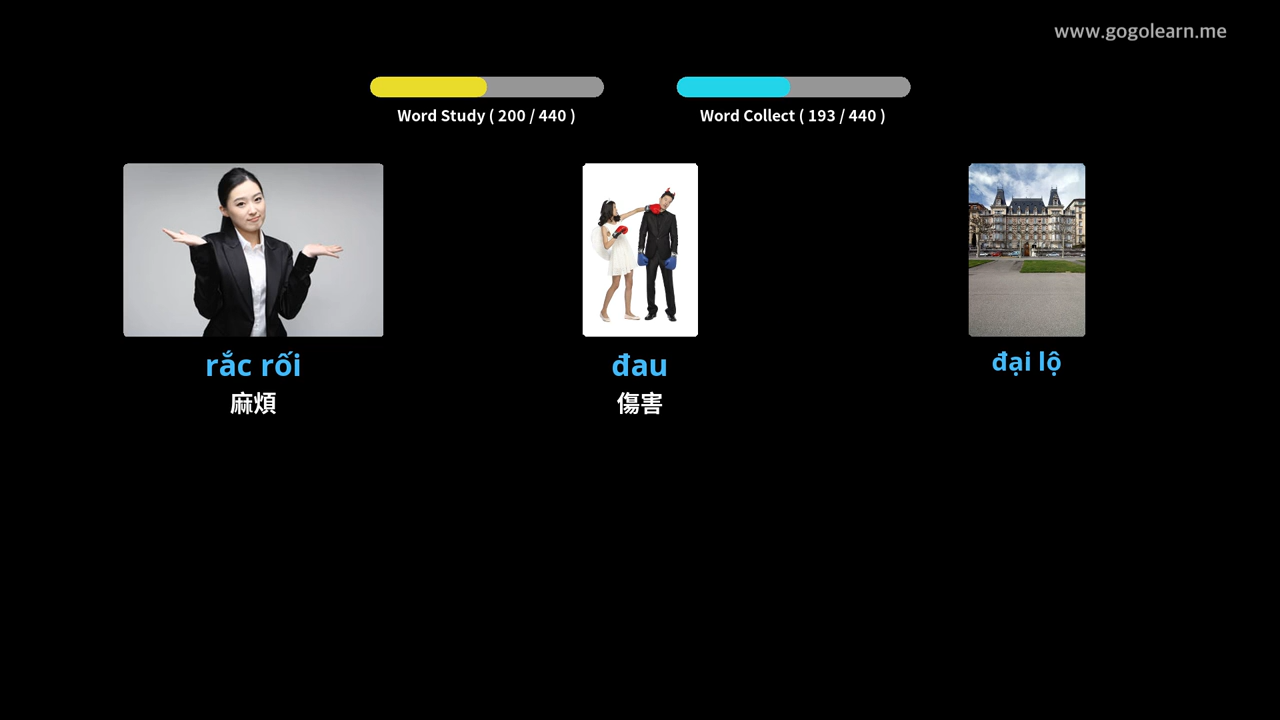 www.gogolearn.me
Word Study ( 200 / 440 )
Word Collect ( 193 / 440 )
rắc rối
麻煩
đau
傷害
đại lộ